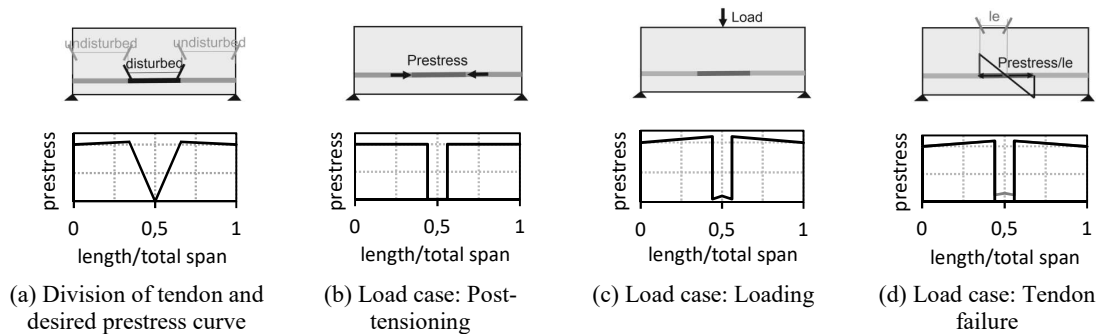 undisturbed undisturbed
disturbed
prestress
0 0,5 1
length/total span
(a) Division of tendon and
desired prestress curve
Prestress
prestress
0 0,5 1
length/total span
(b) Load case: Post-
tensioning
Load
prestress
0 0,5 1
length/total span
(c) Load case: Loading
le
Prestress/le
prestress
0 0,5 1
length/total span
(d) Load case: Tendon
failure